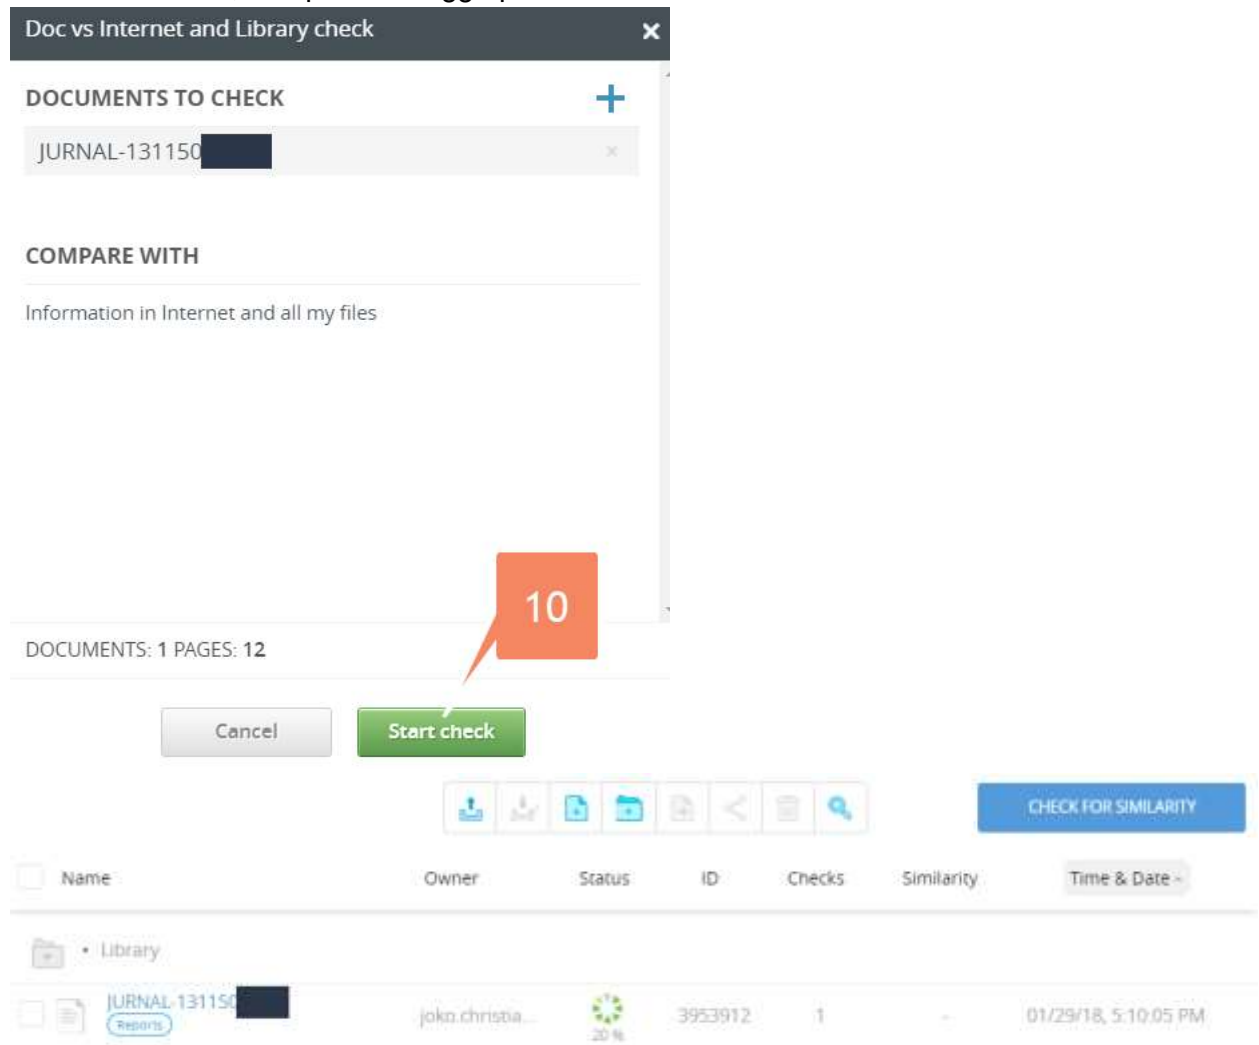 Doc vs Internet and Library check
DOCUMENTS TO CHECK
JURNAL-131150
COMPARE WITH
Information in Internet and all my files
10
DOCUMENTS: 1 PAGES: 12
Cancel
Start check
CHECK FOR SIMILARITY
Name Owner Status ID Checks Similarity Time & Date
• Library
JURNAL-131150
Reports
joko.christia... 20 % 3953912 1 - 01/29/18, 5:10:05 PM